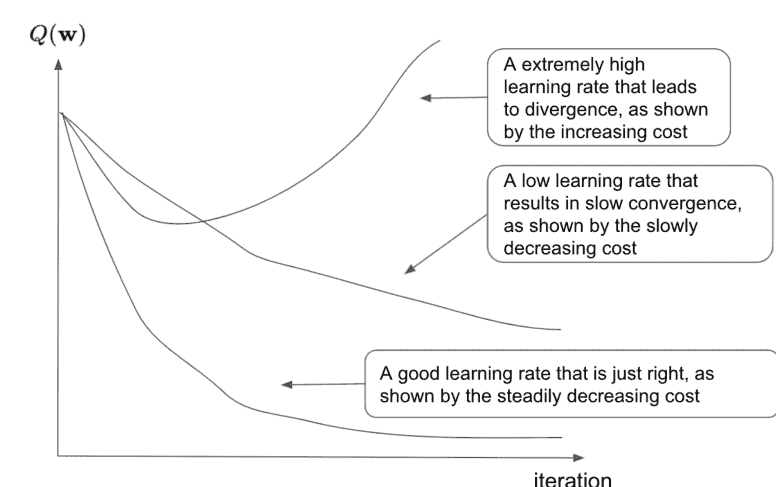 Q(w)
A extremely high
learning rate that leads
to divergence, as shown
by the increasing cost
A low learning rate that
results in slow convergence,
as shown by the slowly
decreasing cost
A good learning rate that is just right, as
shown by the steadily decreasing cost
iteration